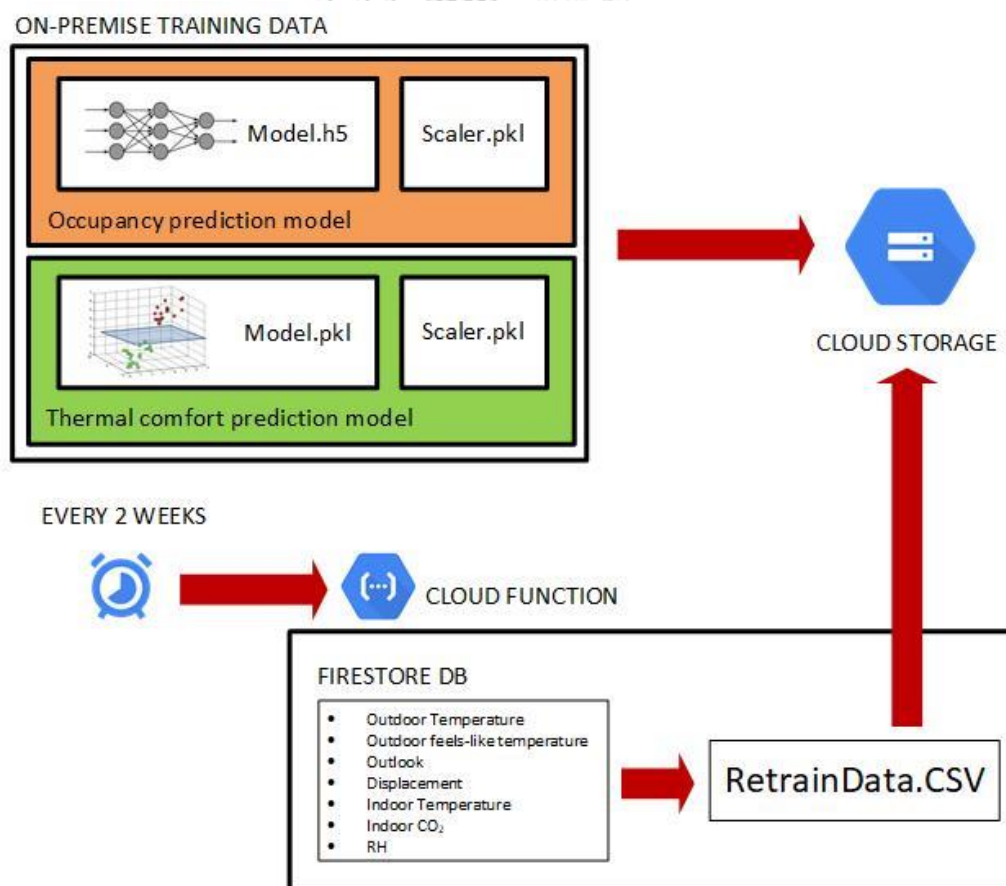 ON-PREMISE TRAINING DATA
Model.h5
Scaler.pkl
Occupancy prediction model
Model.pkl
Scaler.pkl
Thermal comfort prediction model
CLOUD STORAGE
EVERY 2 WEEKS
CLOUD FUNCTION
FIRESTORE DB
• Outdoor Temperature
• Outdoor feels-like temperature
• Outlook
• Displacement
• Indoor Temperature
• Indoor CO₂
• RH
RetrainData.CSV